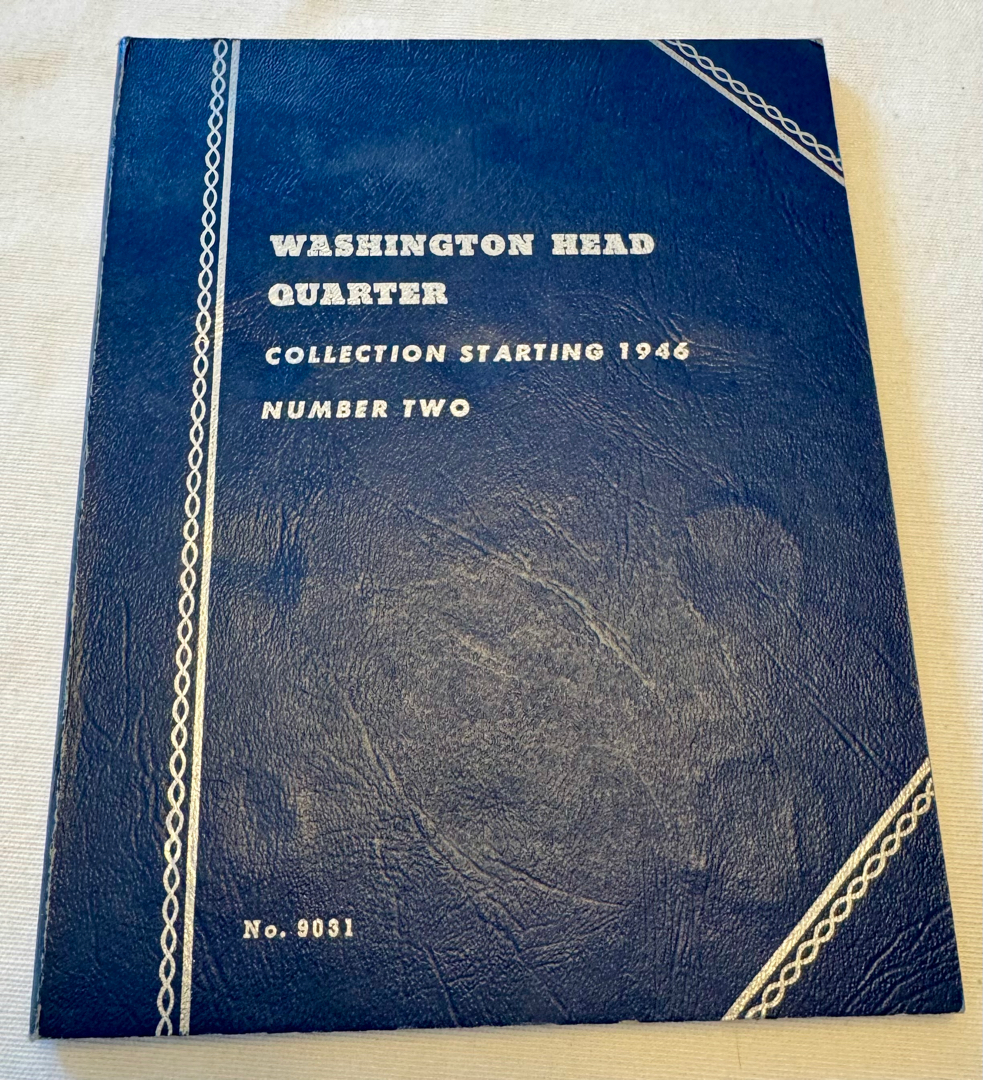 WASHINGTON HEAD
QUARTER
COLLECTION STARTING 1946
NUMBER TWO
No. 9031